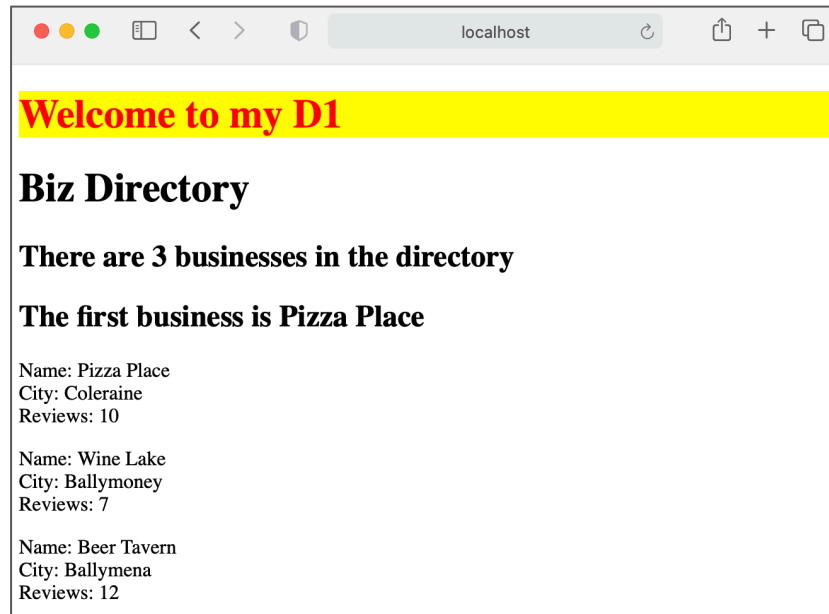 localhost
Welcome to my D1
Biz Directory
There are 3 businesses in the directory
The first business is Pizza Place
Name: Pizza Place
City: Coleraine
Reviews: 10
Name: Wine Lake
City: Ballymoney
Reviews: 7
Name: Beer Tavern
City: Ballymena
Reviews: 12